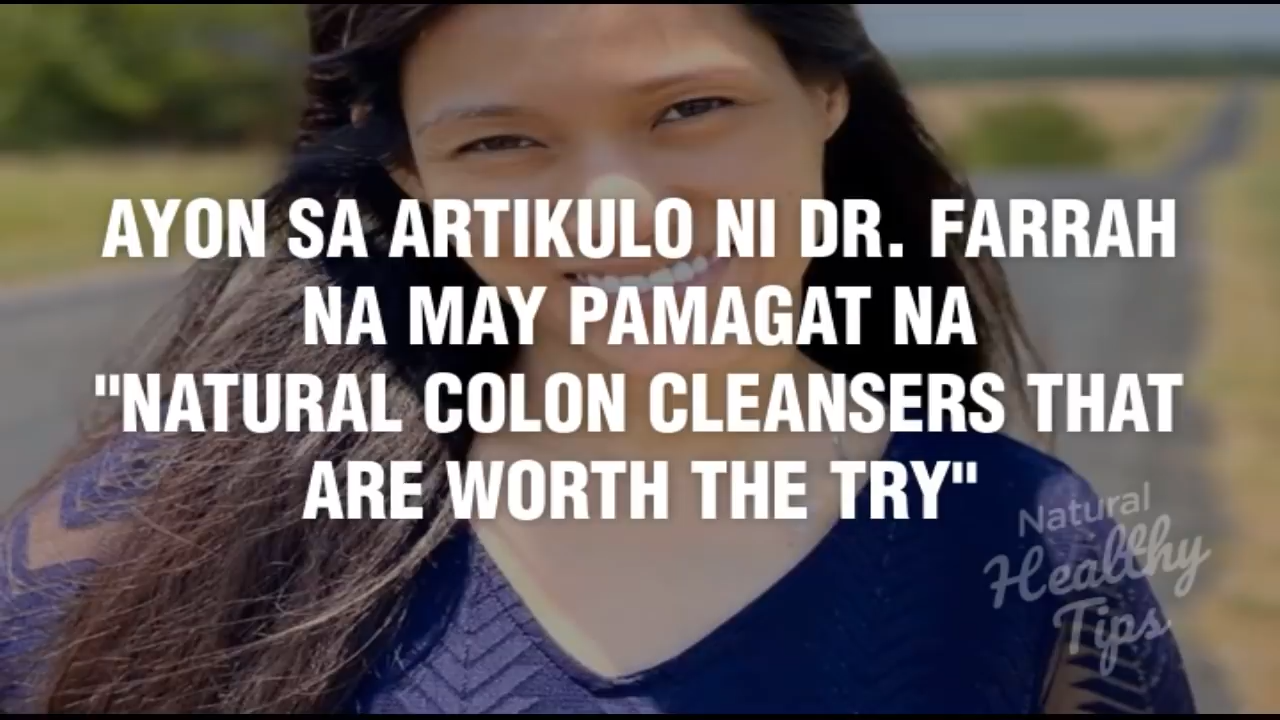 AYON SA ARTIKULO NI DR. FARRAH
NA MAY PAMAGAT NA
"NATURAL COLON CLEANSERS THAT
ARE WORTH THE TRY"
Natural
Healthy
Tips